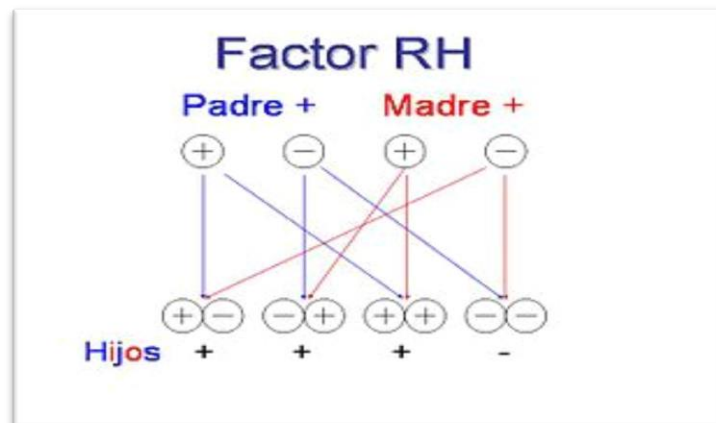 Factor RH
Padre + Madre +
+ − + −
+ − − + + + − −
Hijos + + + -